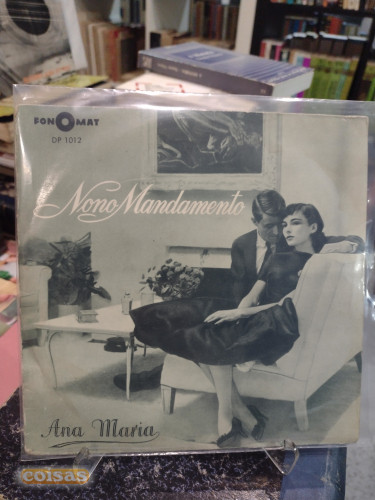 FONOMAT
DP 1012
Nono Mandamento
Ana Maria
coisas